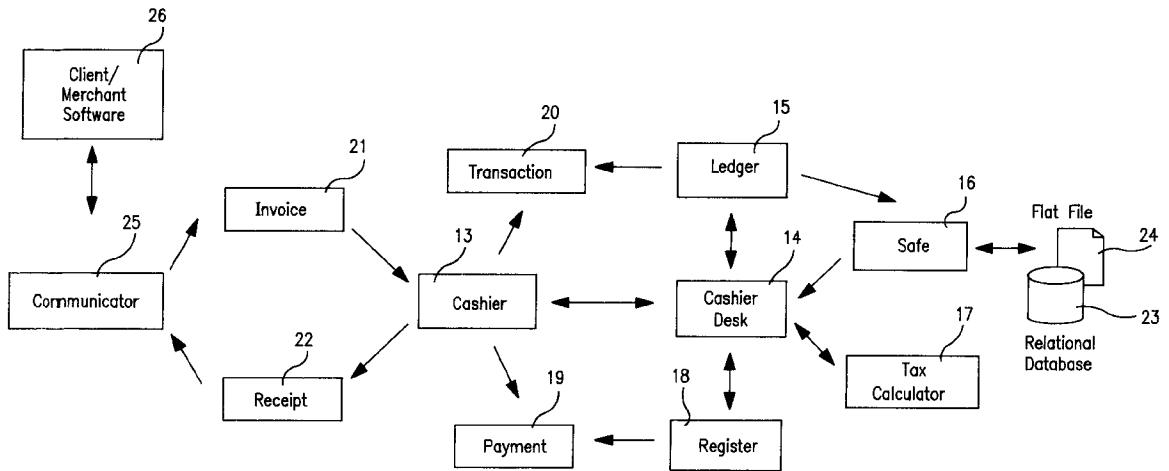 26
Client/
Merchant
Software
20
15
Transaction
Ledger
21
Invoice
16
Safe
Flat File
24
25
Communicator
13
Cashier
14
Cashier
Desk
23
Relational
Database
17
Tax
Calculator
22
Receipt
19
Payment
18
Register